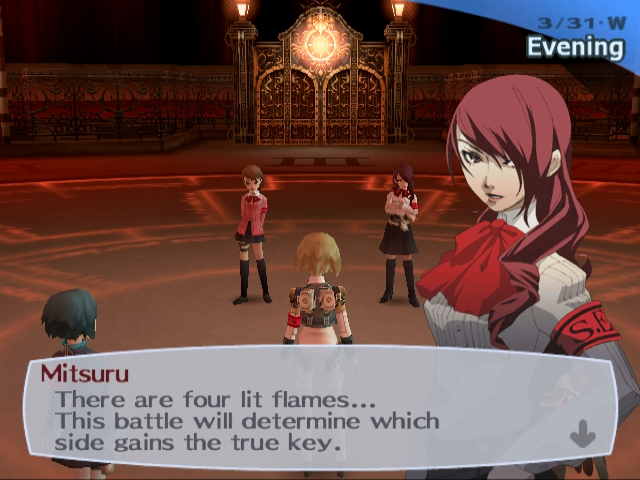 3/31·W
Evening
S.E
Mitsuru
There are four lit flames...
This battle will determine which
side gains the true key.